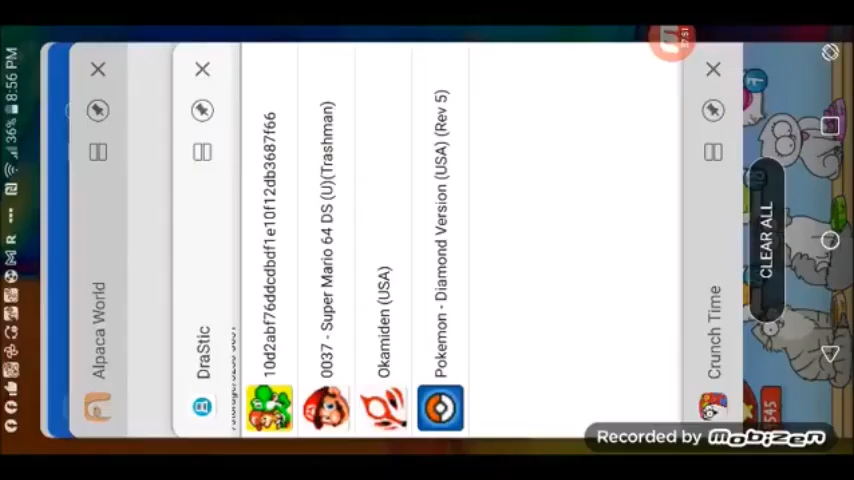 8:56 PM
36%
R
Alpaca World
DraStic
10d2abf76ddcdbdf1e10f12db3687f66
0037 - Super Mario 64 DS (U)(Trashman)
Okamiden (USA)
Pokemon - Diamond Version (USA) (Rev 5)
Crunch Time
CLEAR ALL
545
Recorded by mobizen